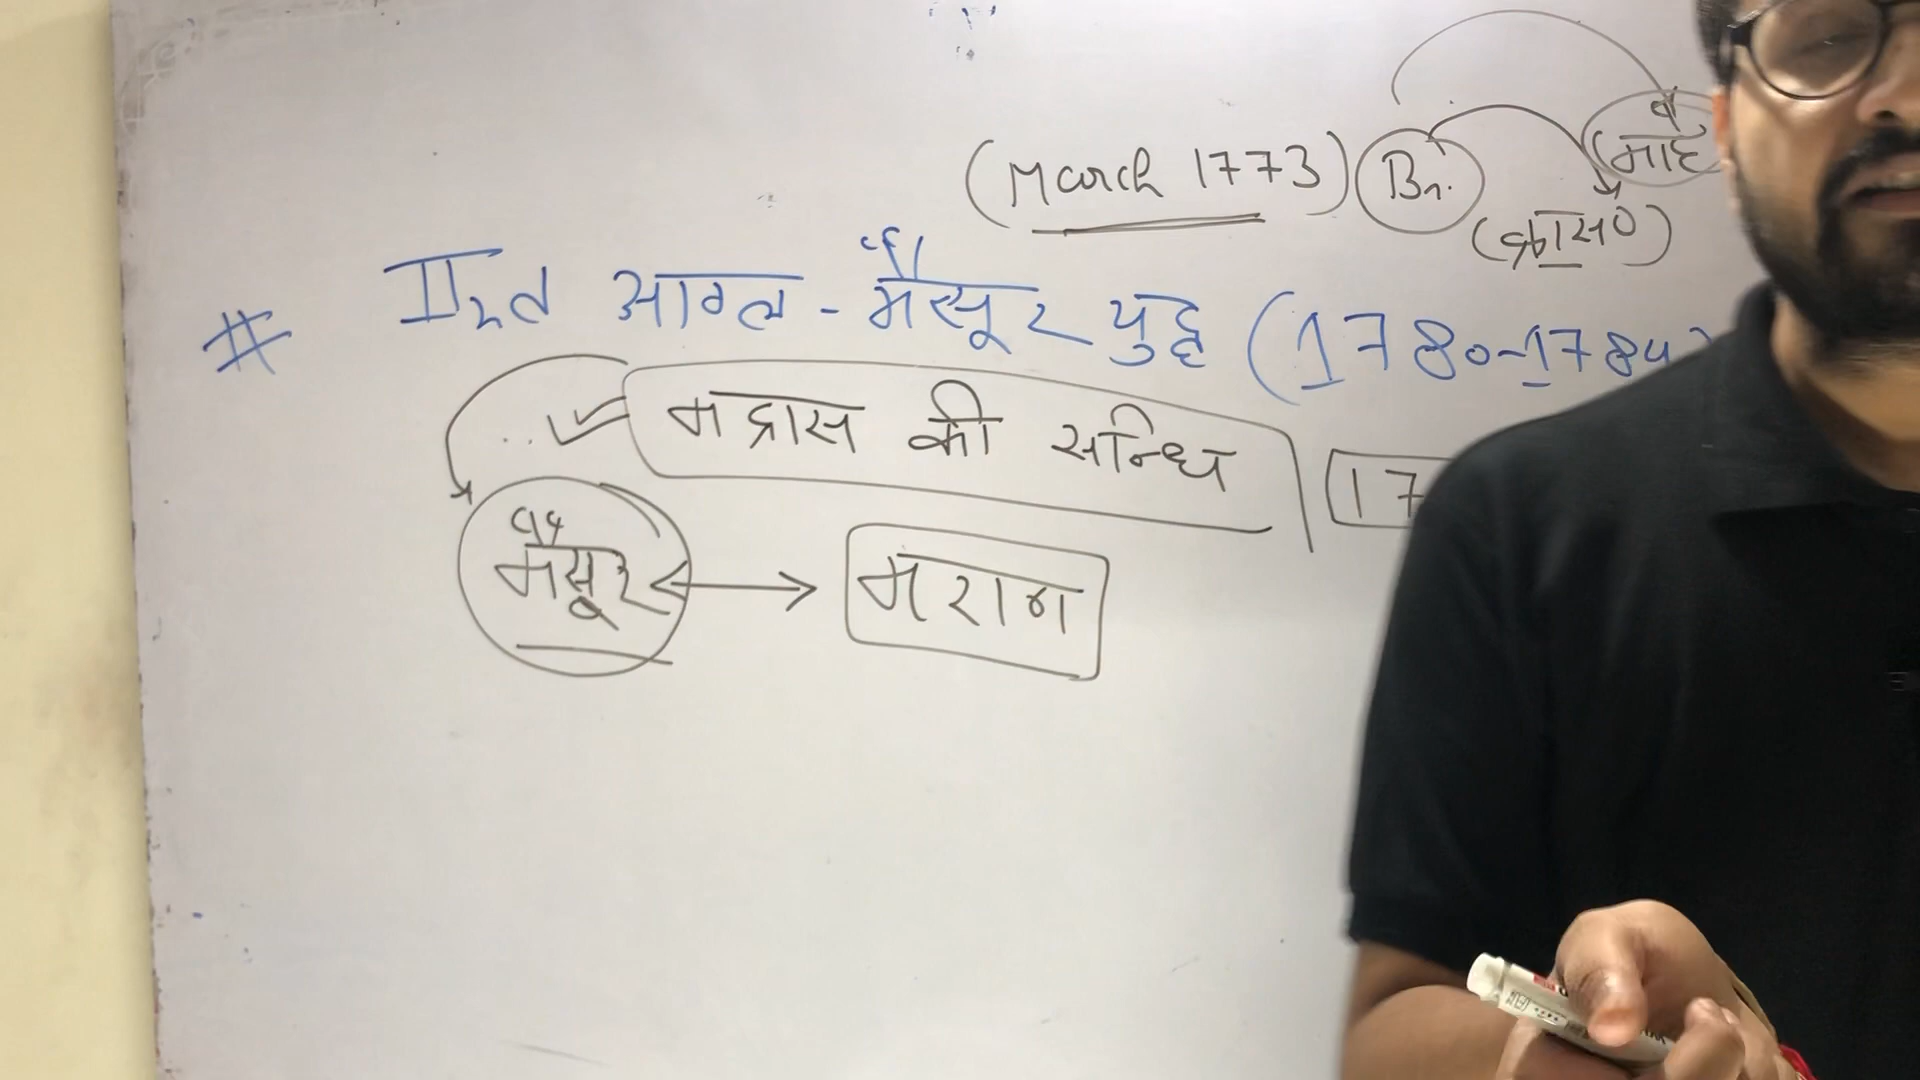 (March 1773) Br.
(फ्रांस०)
# IInd आंग्ल - मैसूर युद्ध (1780-1784)
मद्रास की सन्धि 17
मैसूर ↔ मराठा